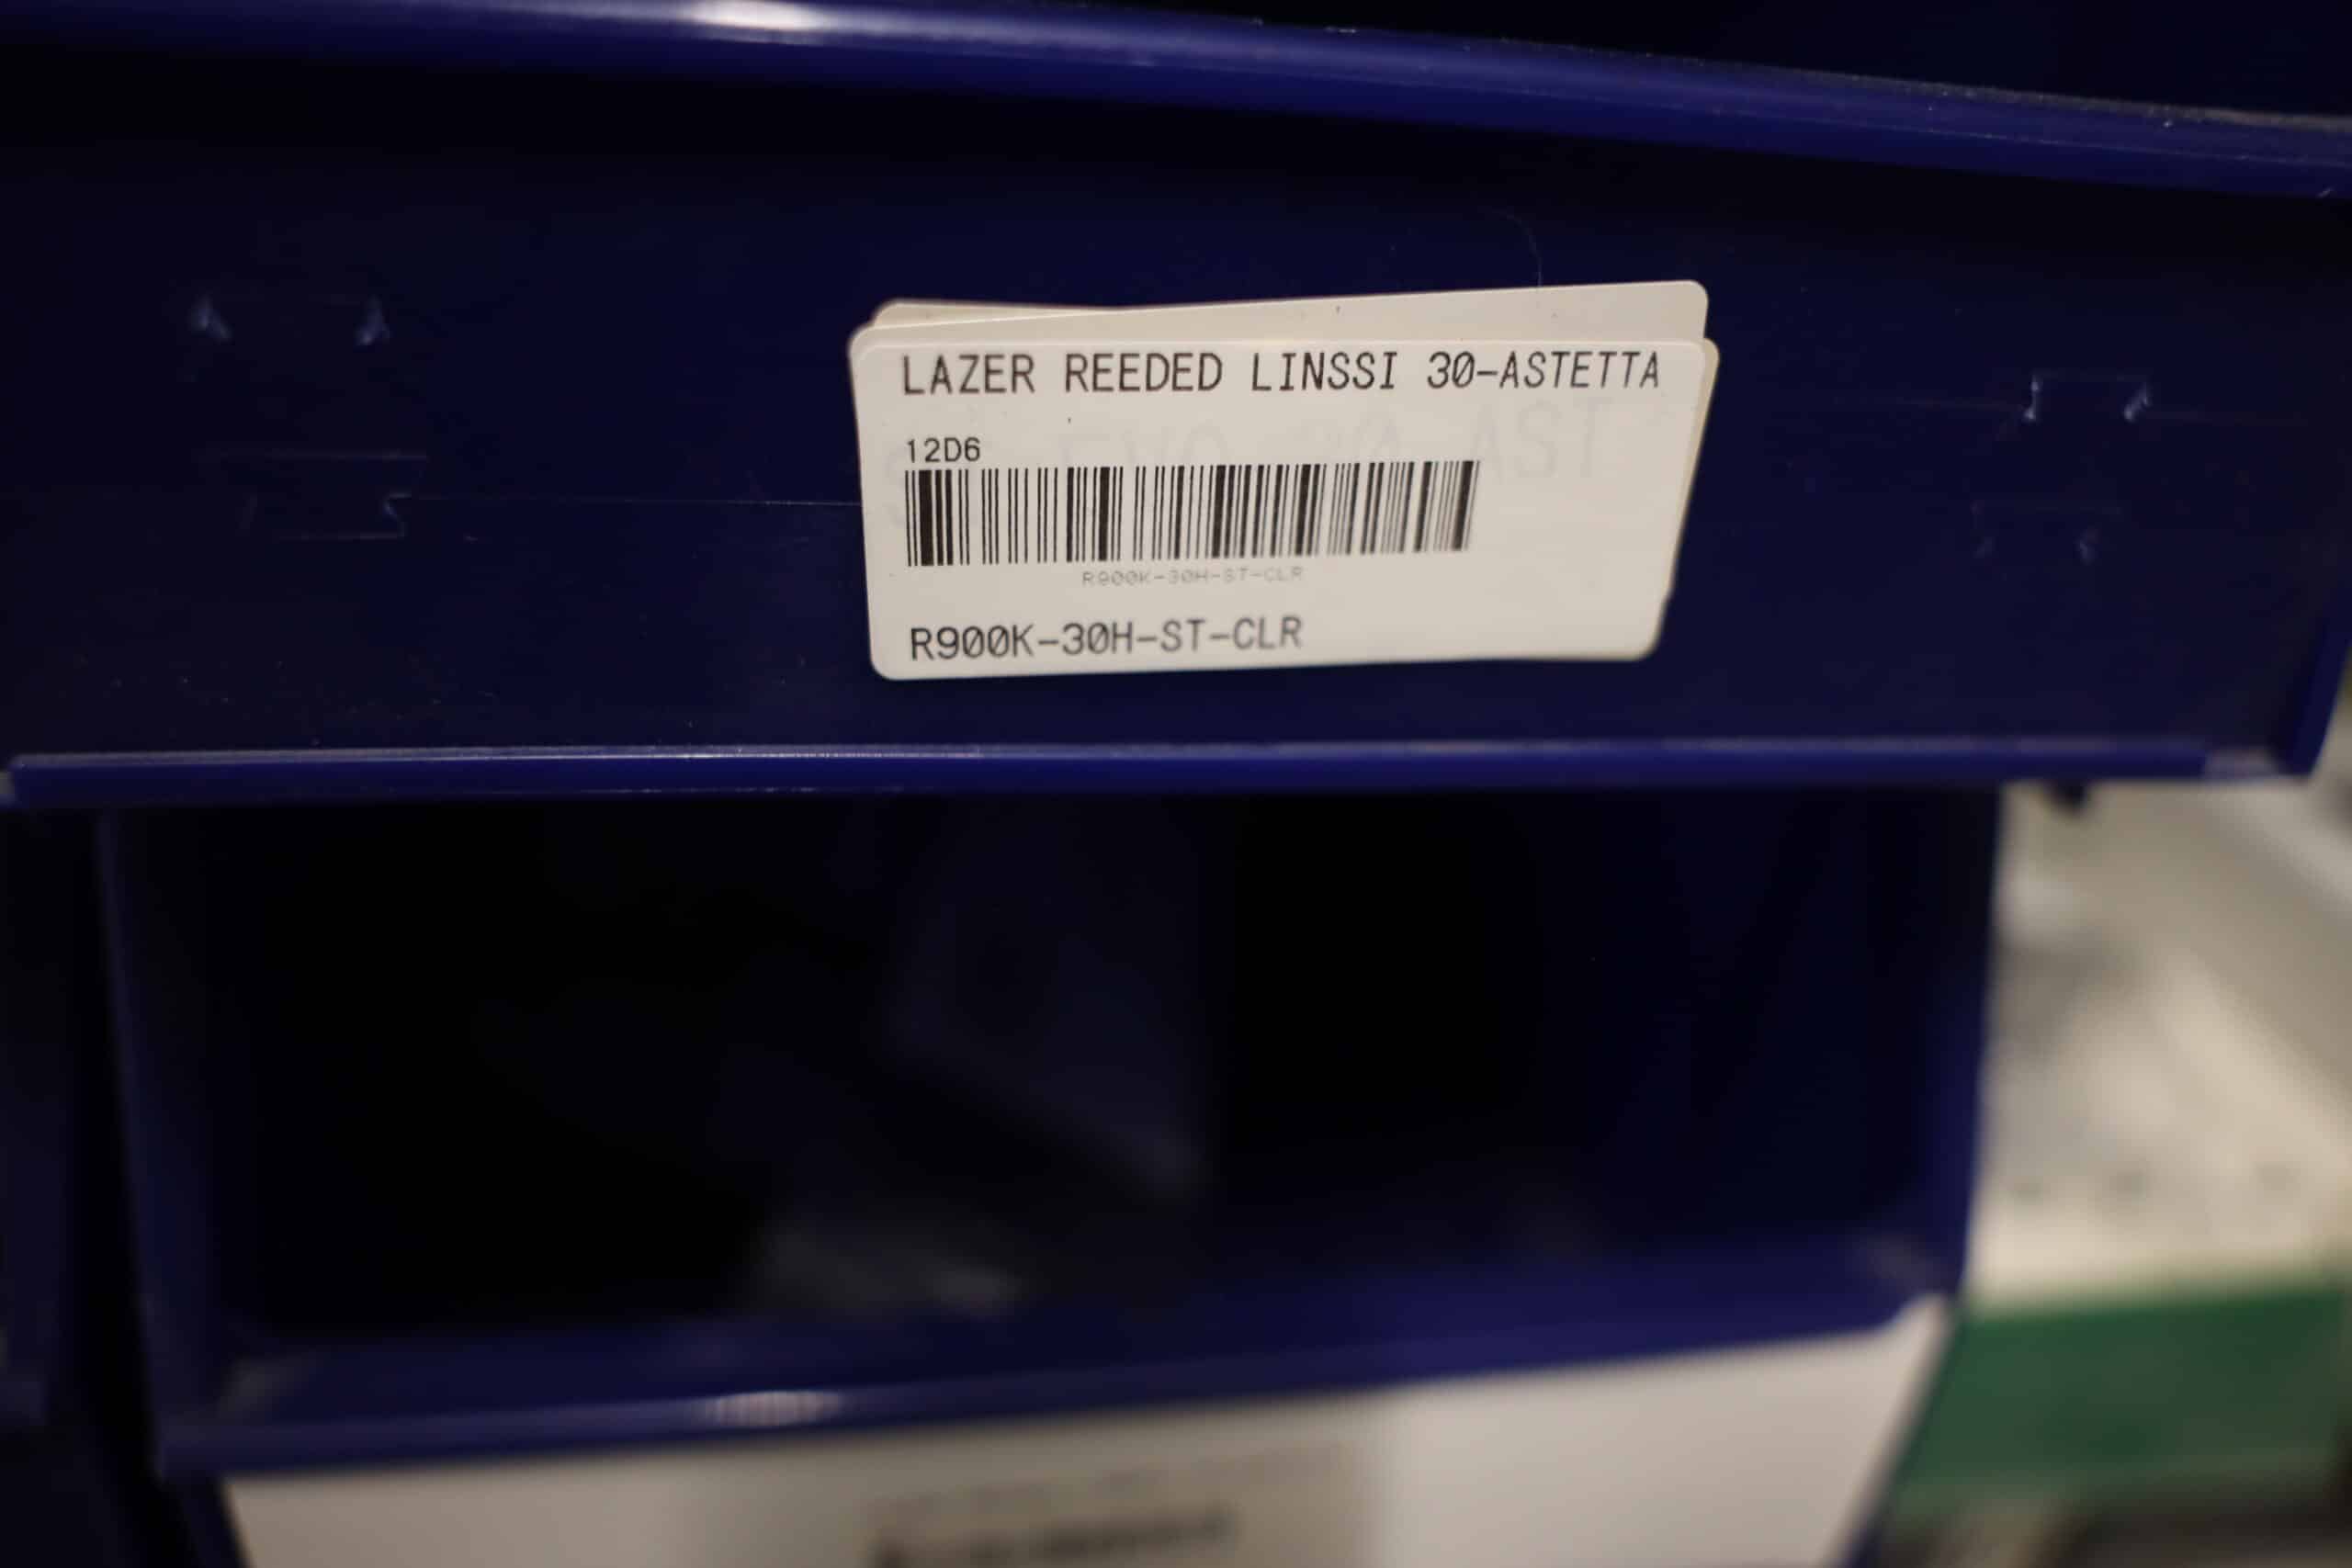 LAZER REEDED LINSSI 30-ASTETTA
12D6
R900K-30H-ST-CLR
R900K-30H-ST-CLR